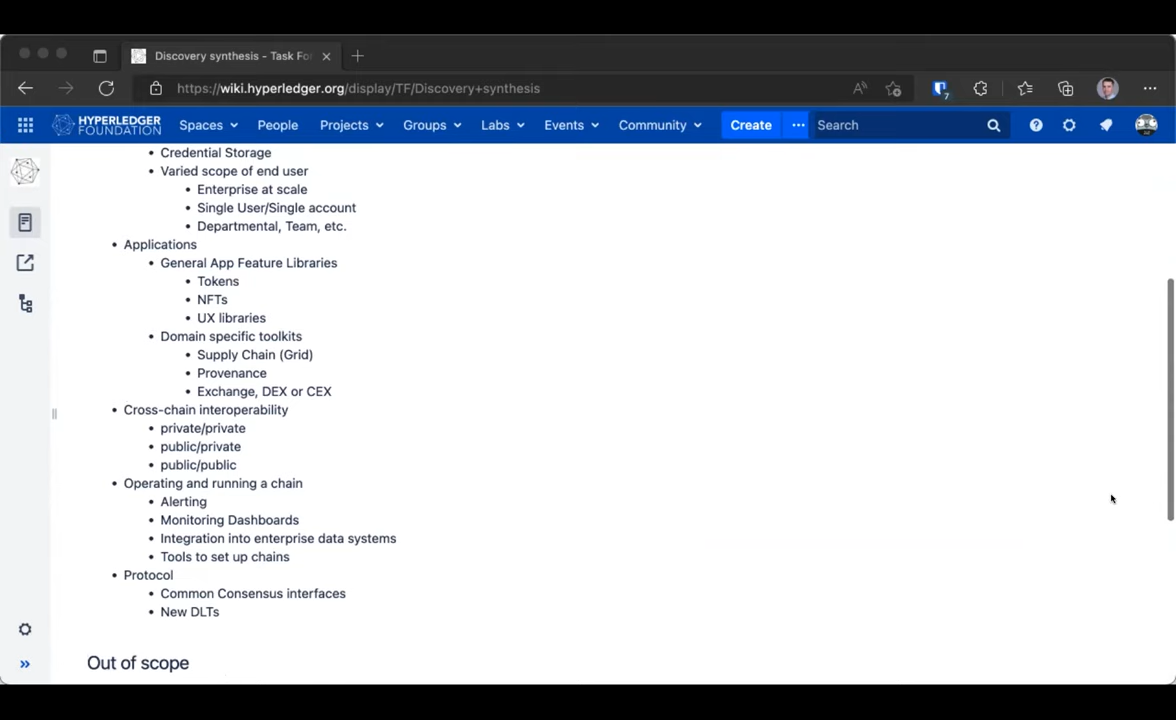 Discovery synthesis - Task For
https://wiki.hyperledger.org/display/TF/Discovery+synthesis
7
HYPERLEDGER FOUNDATION Spaces People Projects Groups Labs Events Community Create Search
Credential Storage
Varied scope of end user
Enterprise at scale
Single User/Single account
Departmental, Team, etc.
Applications
General App Feature Libraries
Tokens
NFTs
UX libraries
Domain specific toolkits
Supply Chain (Grid)
Provenance
Exchange, DEX or CEX
Cross-chain interoperability
private/private
public/private
public/public
Operating and running a chain
Alerting
Monitoring Dashboards
Integration into enterprise data systems
Tools to set up chains
Protocol
Common Consensus interfaces
New DLTs
Out of scope